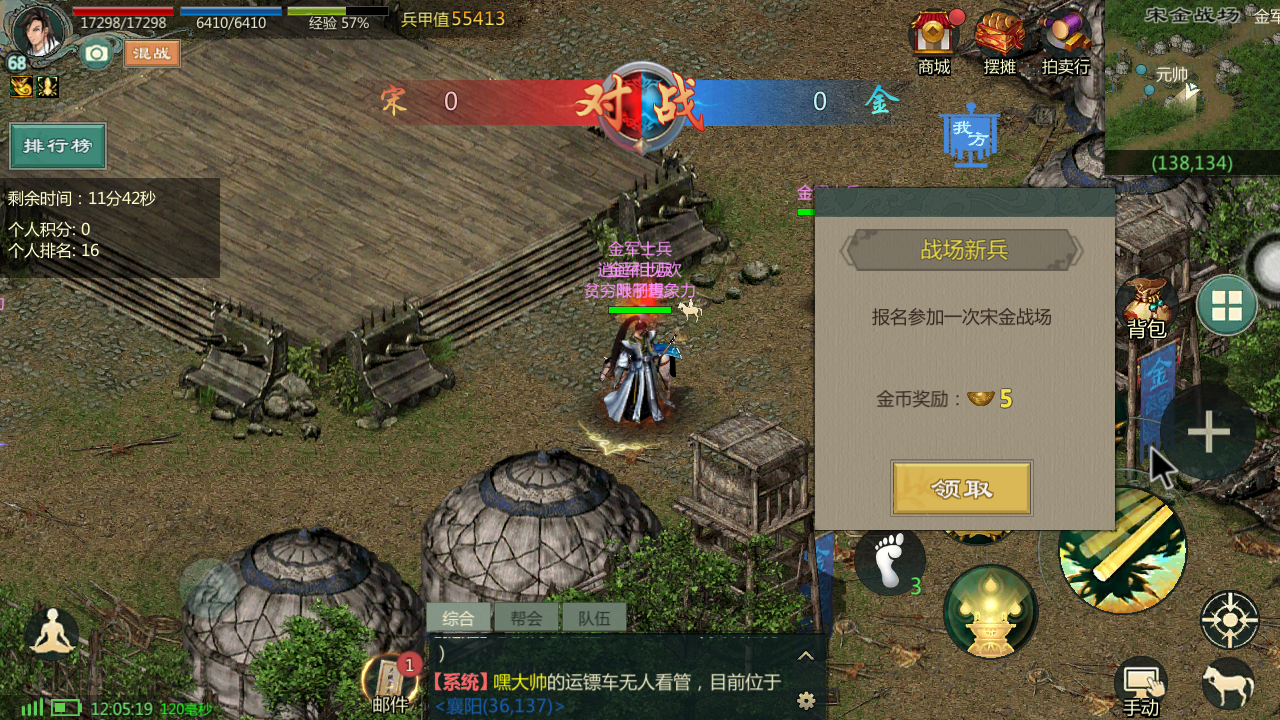 17298/17298
6410/6410
经验 57%
兵甲值55413
68
混战
排行榜
剩余时间：11分42秒
个人积分: 0
个人排名: 16
宋 0 对战 0 金
我方
商城
摆摊
拍卖行
宋金战场
金军
元帅
(138,134)
金军士兵
战场新兵
报名参加一次宋金战场
金币奖励：5
领取
背包
金
3
综合 帮会 队伍
)
【系统】嘿大帅的运镖车无人看管，目前位于
<襄阳(36,137)>
1
邮件
手动
12:05:19 120毫秒